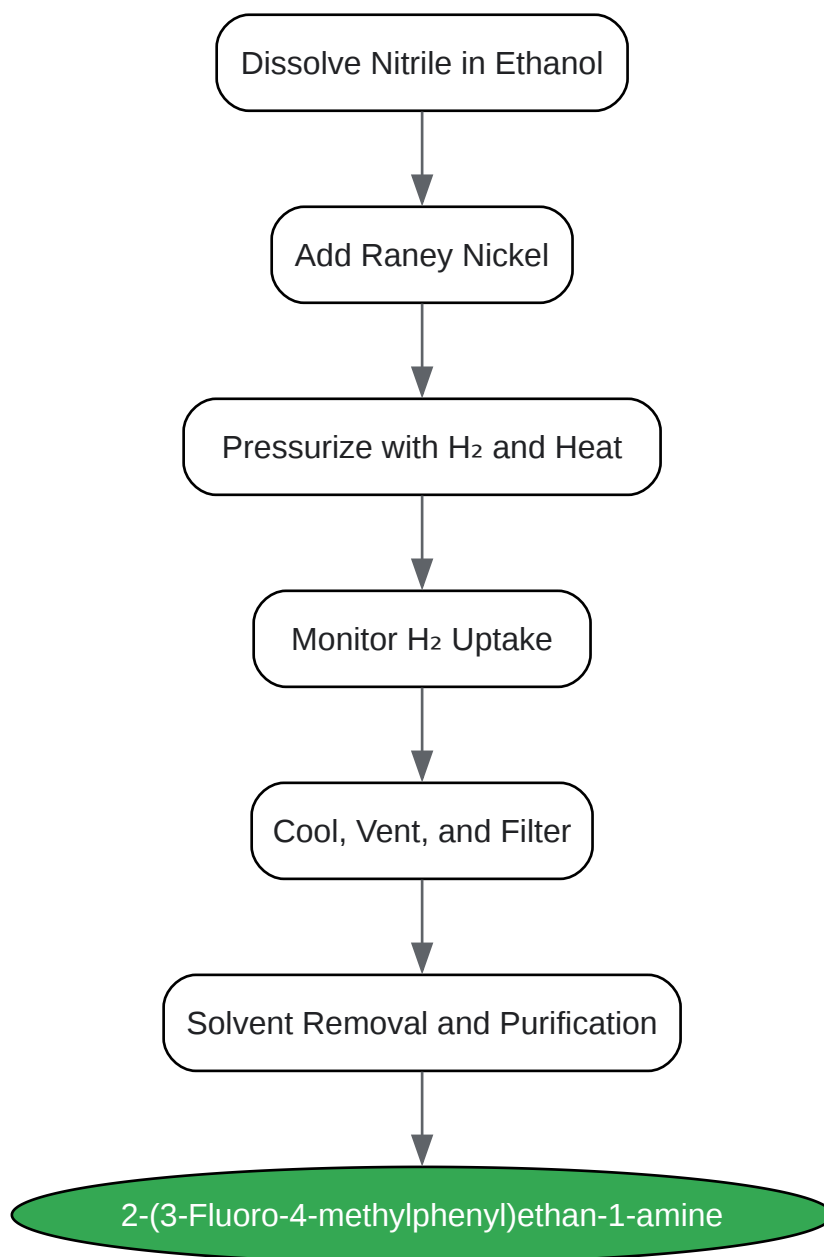 Dissolve Nitrile in Ethanol
Add Raney Nickel
Pressurize with H₂ and Heat
Monitor H₂ Uptake
Cool, Vent, and Filter
Solvent Removal and Purification
2-(3-Fluoro-4-methylphenyl)ethan-1-amine